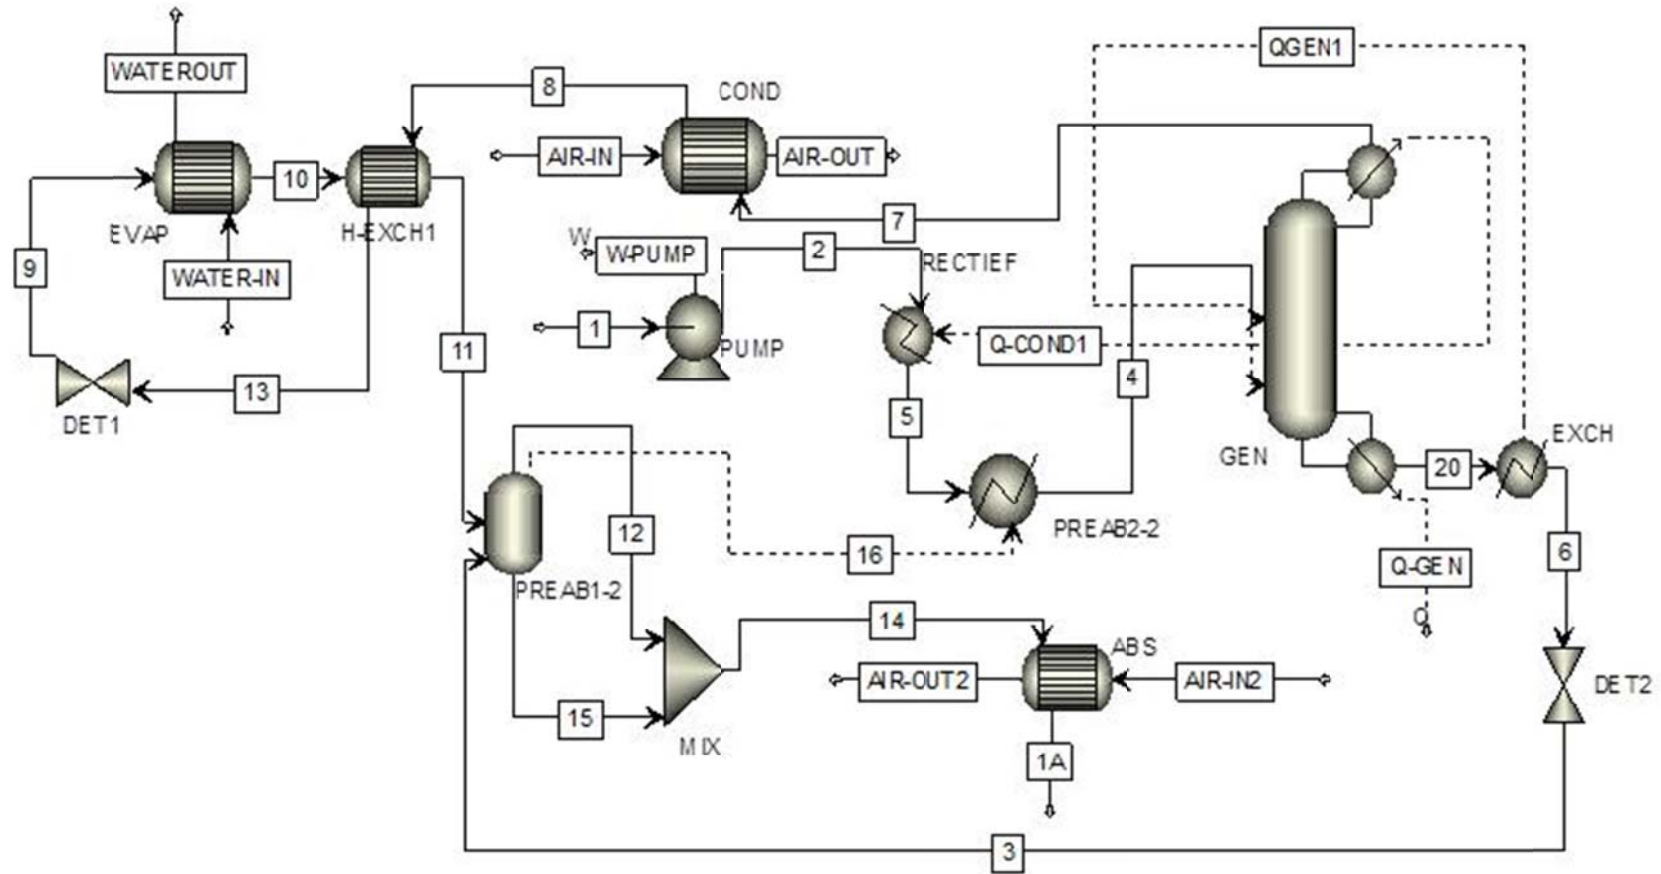 QGEN1
WATEROUT
8
COND
AIR-IN
AIR-OUT
10
EVAP
H-EXCH1
7
W
W-PUMP
2
RECTIEF
9
WATER-IN
1
PUMP
Q-COND1
11
4
13
DET1
5
GEN
20
EXCH
12
PREAB2-2
16
6
Q-GEN
PREAB1-2
Q
14
ABS
AIR-OUT2
AIR-IN2
DET2
15
MIX
1A
3